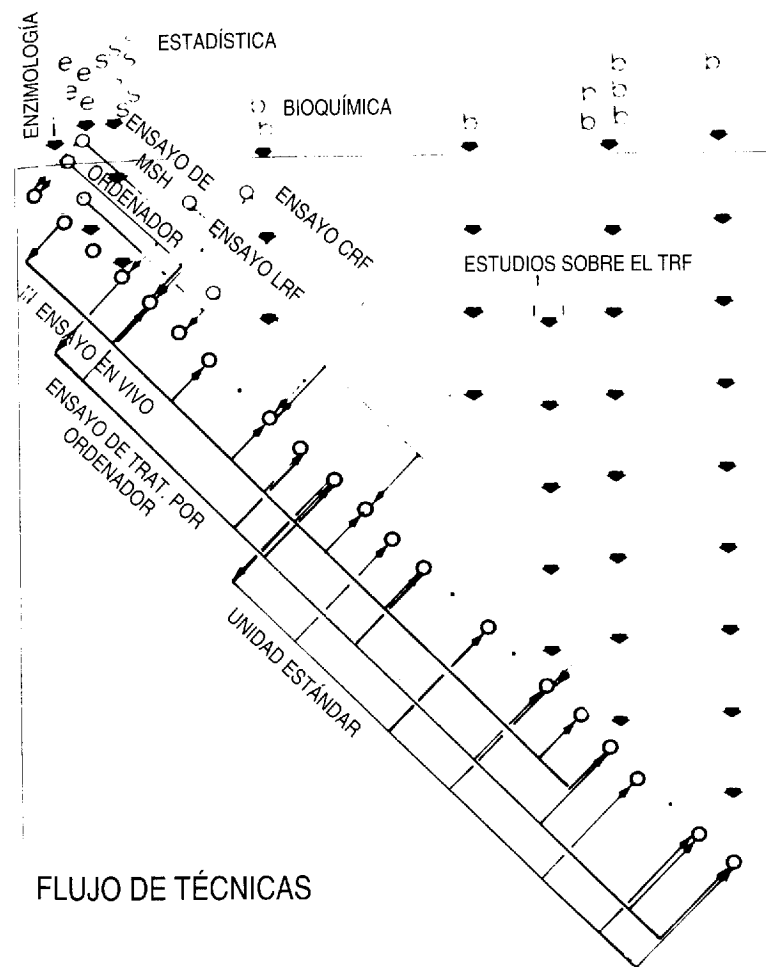 ENZIMOLOGÍA
ESTADÍSTICA
s
s s
e s
e e s
e s
e s
BIOQUÍMICA
b
b
b
b
b b
b b
ENSAYO DE
MSH
ORDENADOR
ENSAYO CRF
ENSAYO LRF
ESTUDIOS SOBRE EL TRF
ENSAYO EN VIVO
ENSAYO DE TRAT. POR
ORDENADOR
UNIDAD ESTÁNDAR
FLUJO DE TÉCNICAS